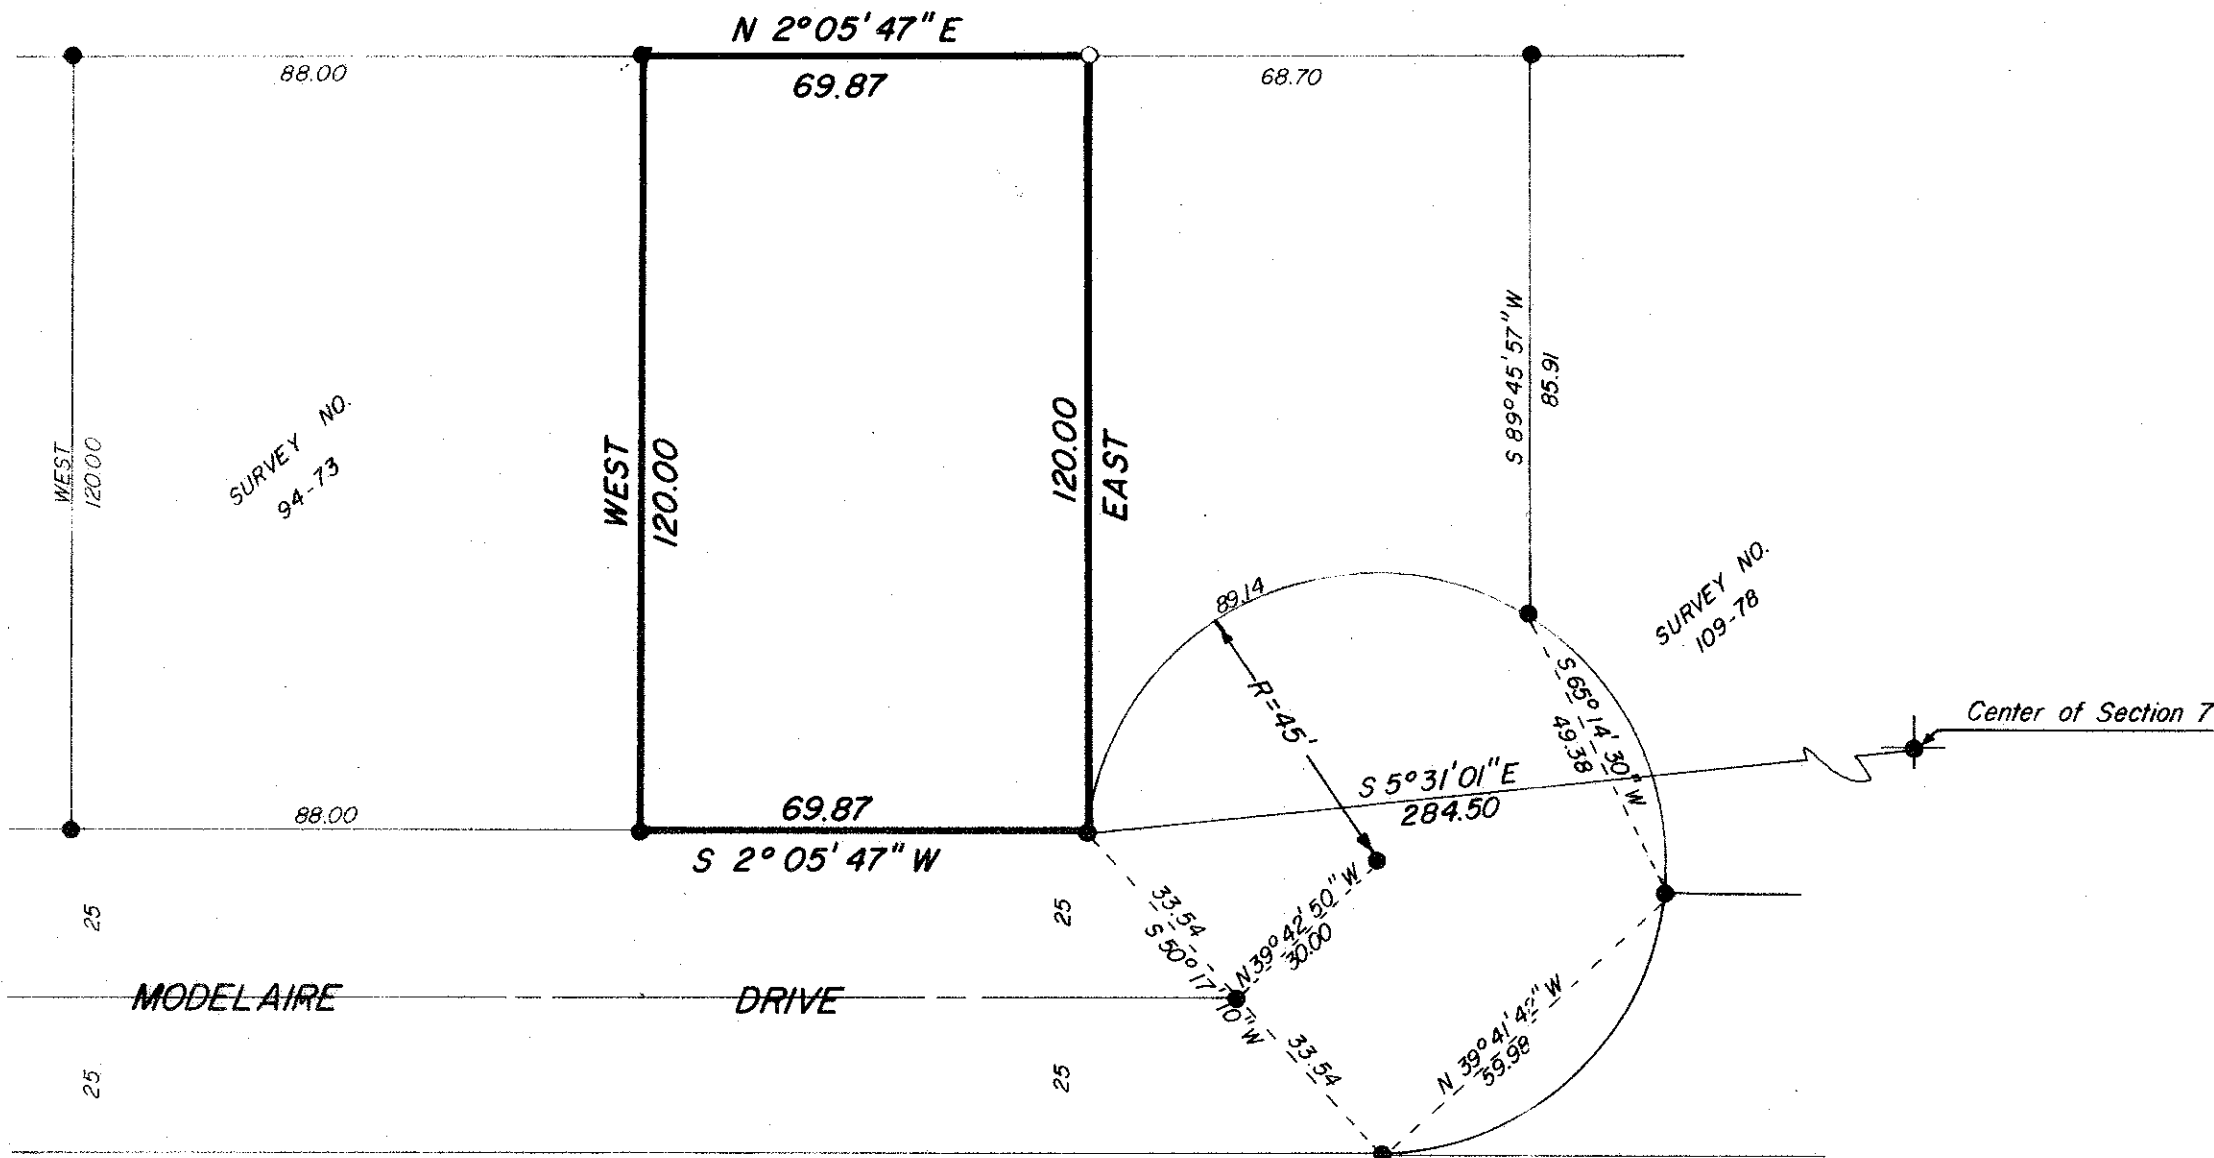 N 2°05'47"E
88.00
69.87
68.70
S 89°45'57"W
85.91
WEST
120.00
SURVEY NO.
94-73
WEST
120.00
120.00
EAST
89.14
R=45'
SURVEY NO.
109-78
S 65°14'30"W
49.38
Center of Section 7
S 5°31'01"E
284.50
88.00
69.87
S 2°05'47"W
25
25
33.54
S 50°17'10"W
N 39°42'50"W
30.00
MODELAIRE DRIVE
33.54
N 39°41'42"W
59.98
25
25